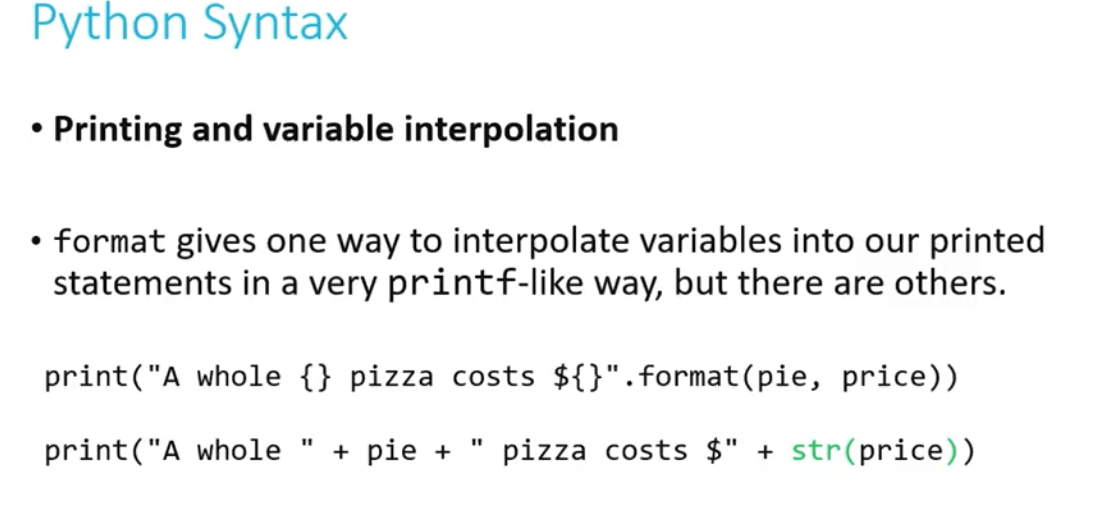 Python Syntax
• Printing and variable interpolation
• format gives one way to interpolate variables into our printed
statements in a very printf-like way, but there are others.
print("A whole {} pizza costs ${}".format(pie, price))
print("A whole " + pie + " pizza costs $" + str(price))